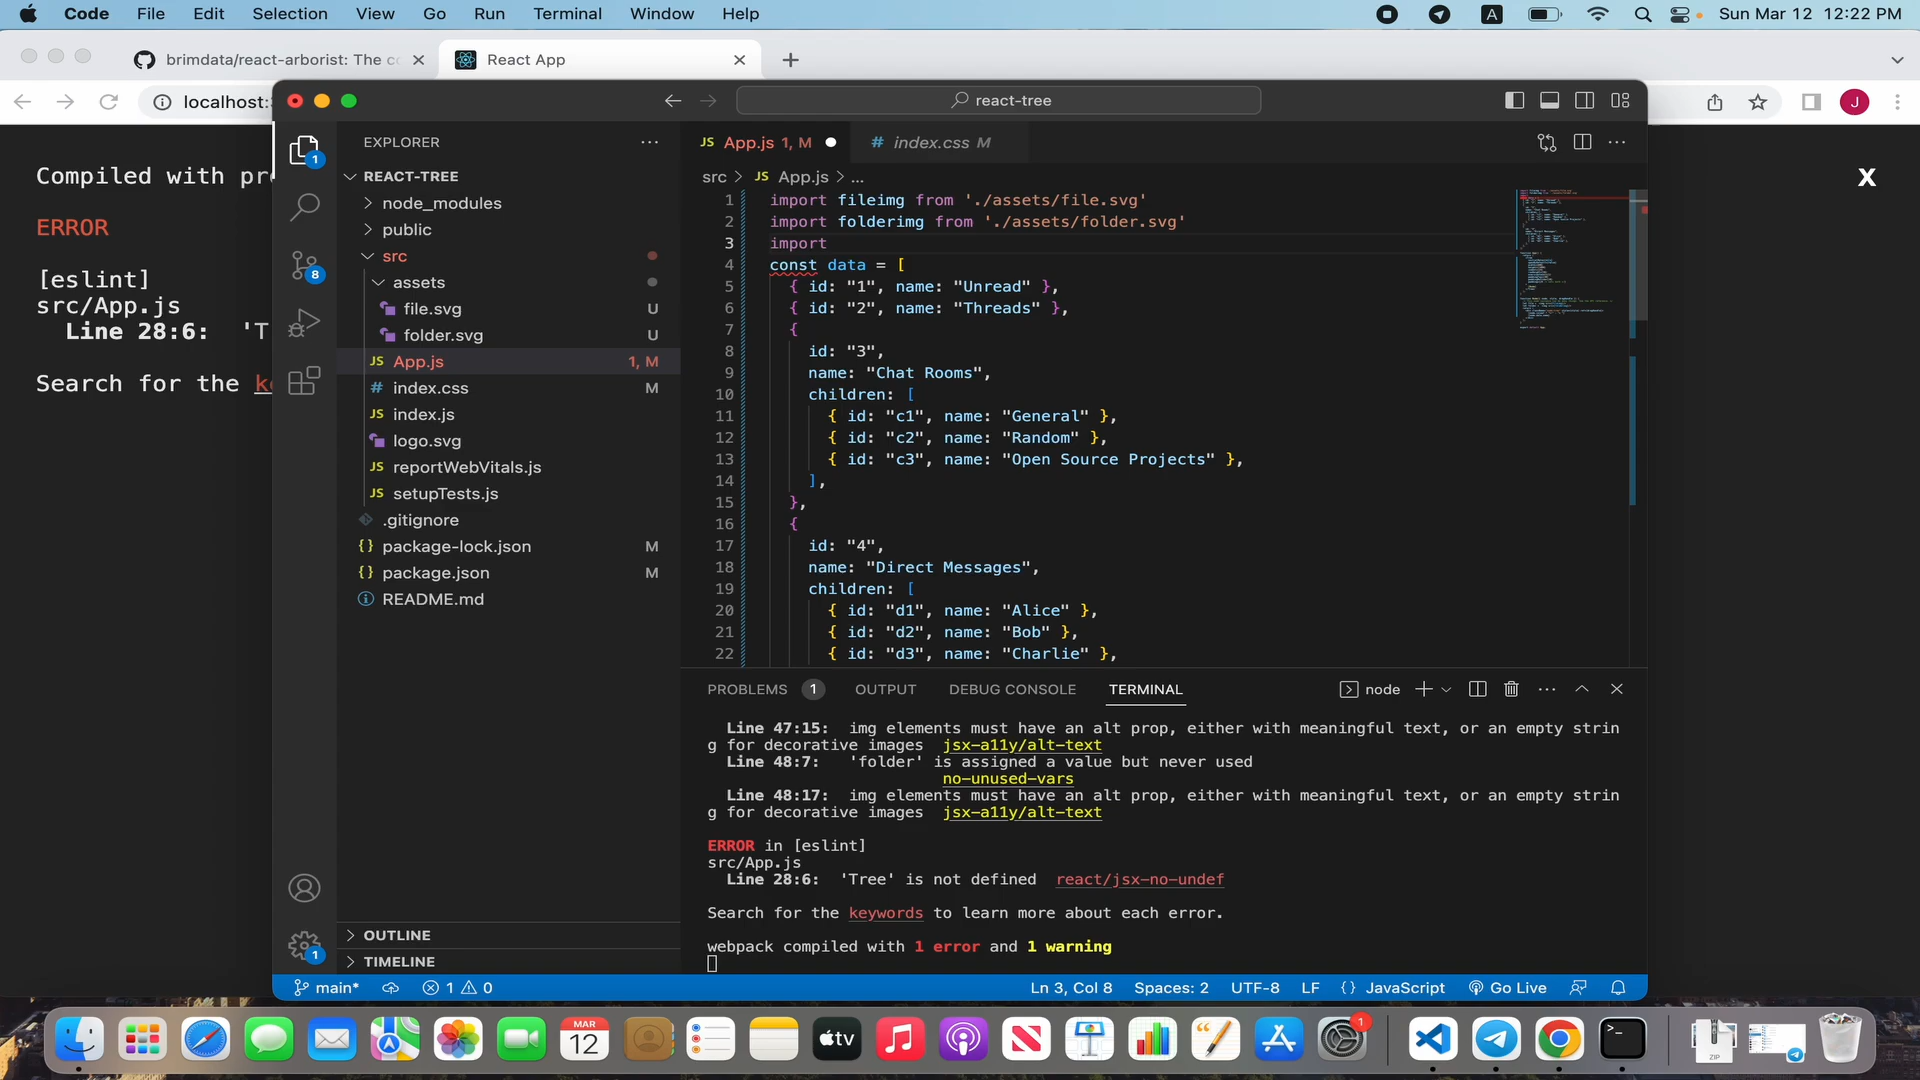 Code File Edit Selection View Go Run Terminal Window Help
A
Sun Mar 12 12:22 PM
brimdata/react-arborist: The co
React App
localhost:
react-tree
J
Compiled with pr
X
ERROR
[eslint]
src/App.js
Line 28:6: 'T
Search for the ke
EXPLORER
REACT-TREE
node_modules
public
src
assets
file.svg U
folder.svg U
JS App.js 1, M
# index.css M
JS index.js
logo.svg
JS reportWebVitals.js
JS setupTests.js
.gitignore
{} package-lock.json M
{} package.json M
README.md
OUTLINE
TIMELINE
1
8
1
JS App.js 1, M
# index.css M
src > JS App.js > ...
1 import fileimg from './assets/file.svg'
2 import folderimg from './assets/folder.svg'
3 import
4 const data = [
5 { id: "1", name: "Unread" },
6 { id: "2", name: "Threads" },
7 {
8 id: "3",
9 name: "Chat Rooms",
10 children: [
11 { id: "c1", name: "General" },
12 { id: "c2", name: "Random" },
13 { id: "c3", name: "Open Source Projects" },
14 ],
15 },
16 {
17 id: "4",
18 name: "Direct Messages",
19 children: [
20 { id: "d1", name: "Alice" },
21 { id: "d2", name: "Bob" },
22 { id: "d3", name: "Charlie" },
PROBLEMS 1 OUTPUT DEBUG CONSOLE TERMINAL
node
Line 47:15: img elements must have an alt prop, either with meaningful text, or an empty strin
g for decorative images jsx-a11y/alt-text
Line 48:7: 'folder' is assigned a value but never used
no-unused-vars
Line 48:17: img elements must have an alt prop, either with meaningful text, or an empty strin
g for decorative images jsx-a11y/alt-text
ERROR in [eslint]
src/App.js
Line 28:6: 'Tree' is not defined react/jsx-no-undef
Search for the keywords to learn more about each error.
webpack compiled with 1 error and 1 warning
main* 1 0
Ln 3, Col 8 Spaces: 2 UTF-8 LF {} JavaScript Go Live
MAR
12
tv
1
ZIP